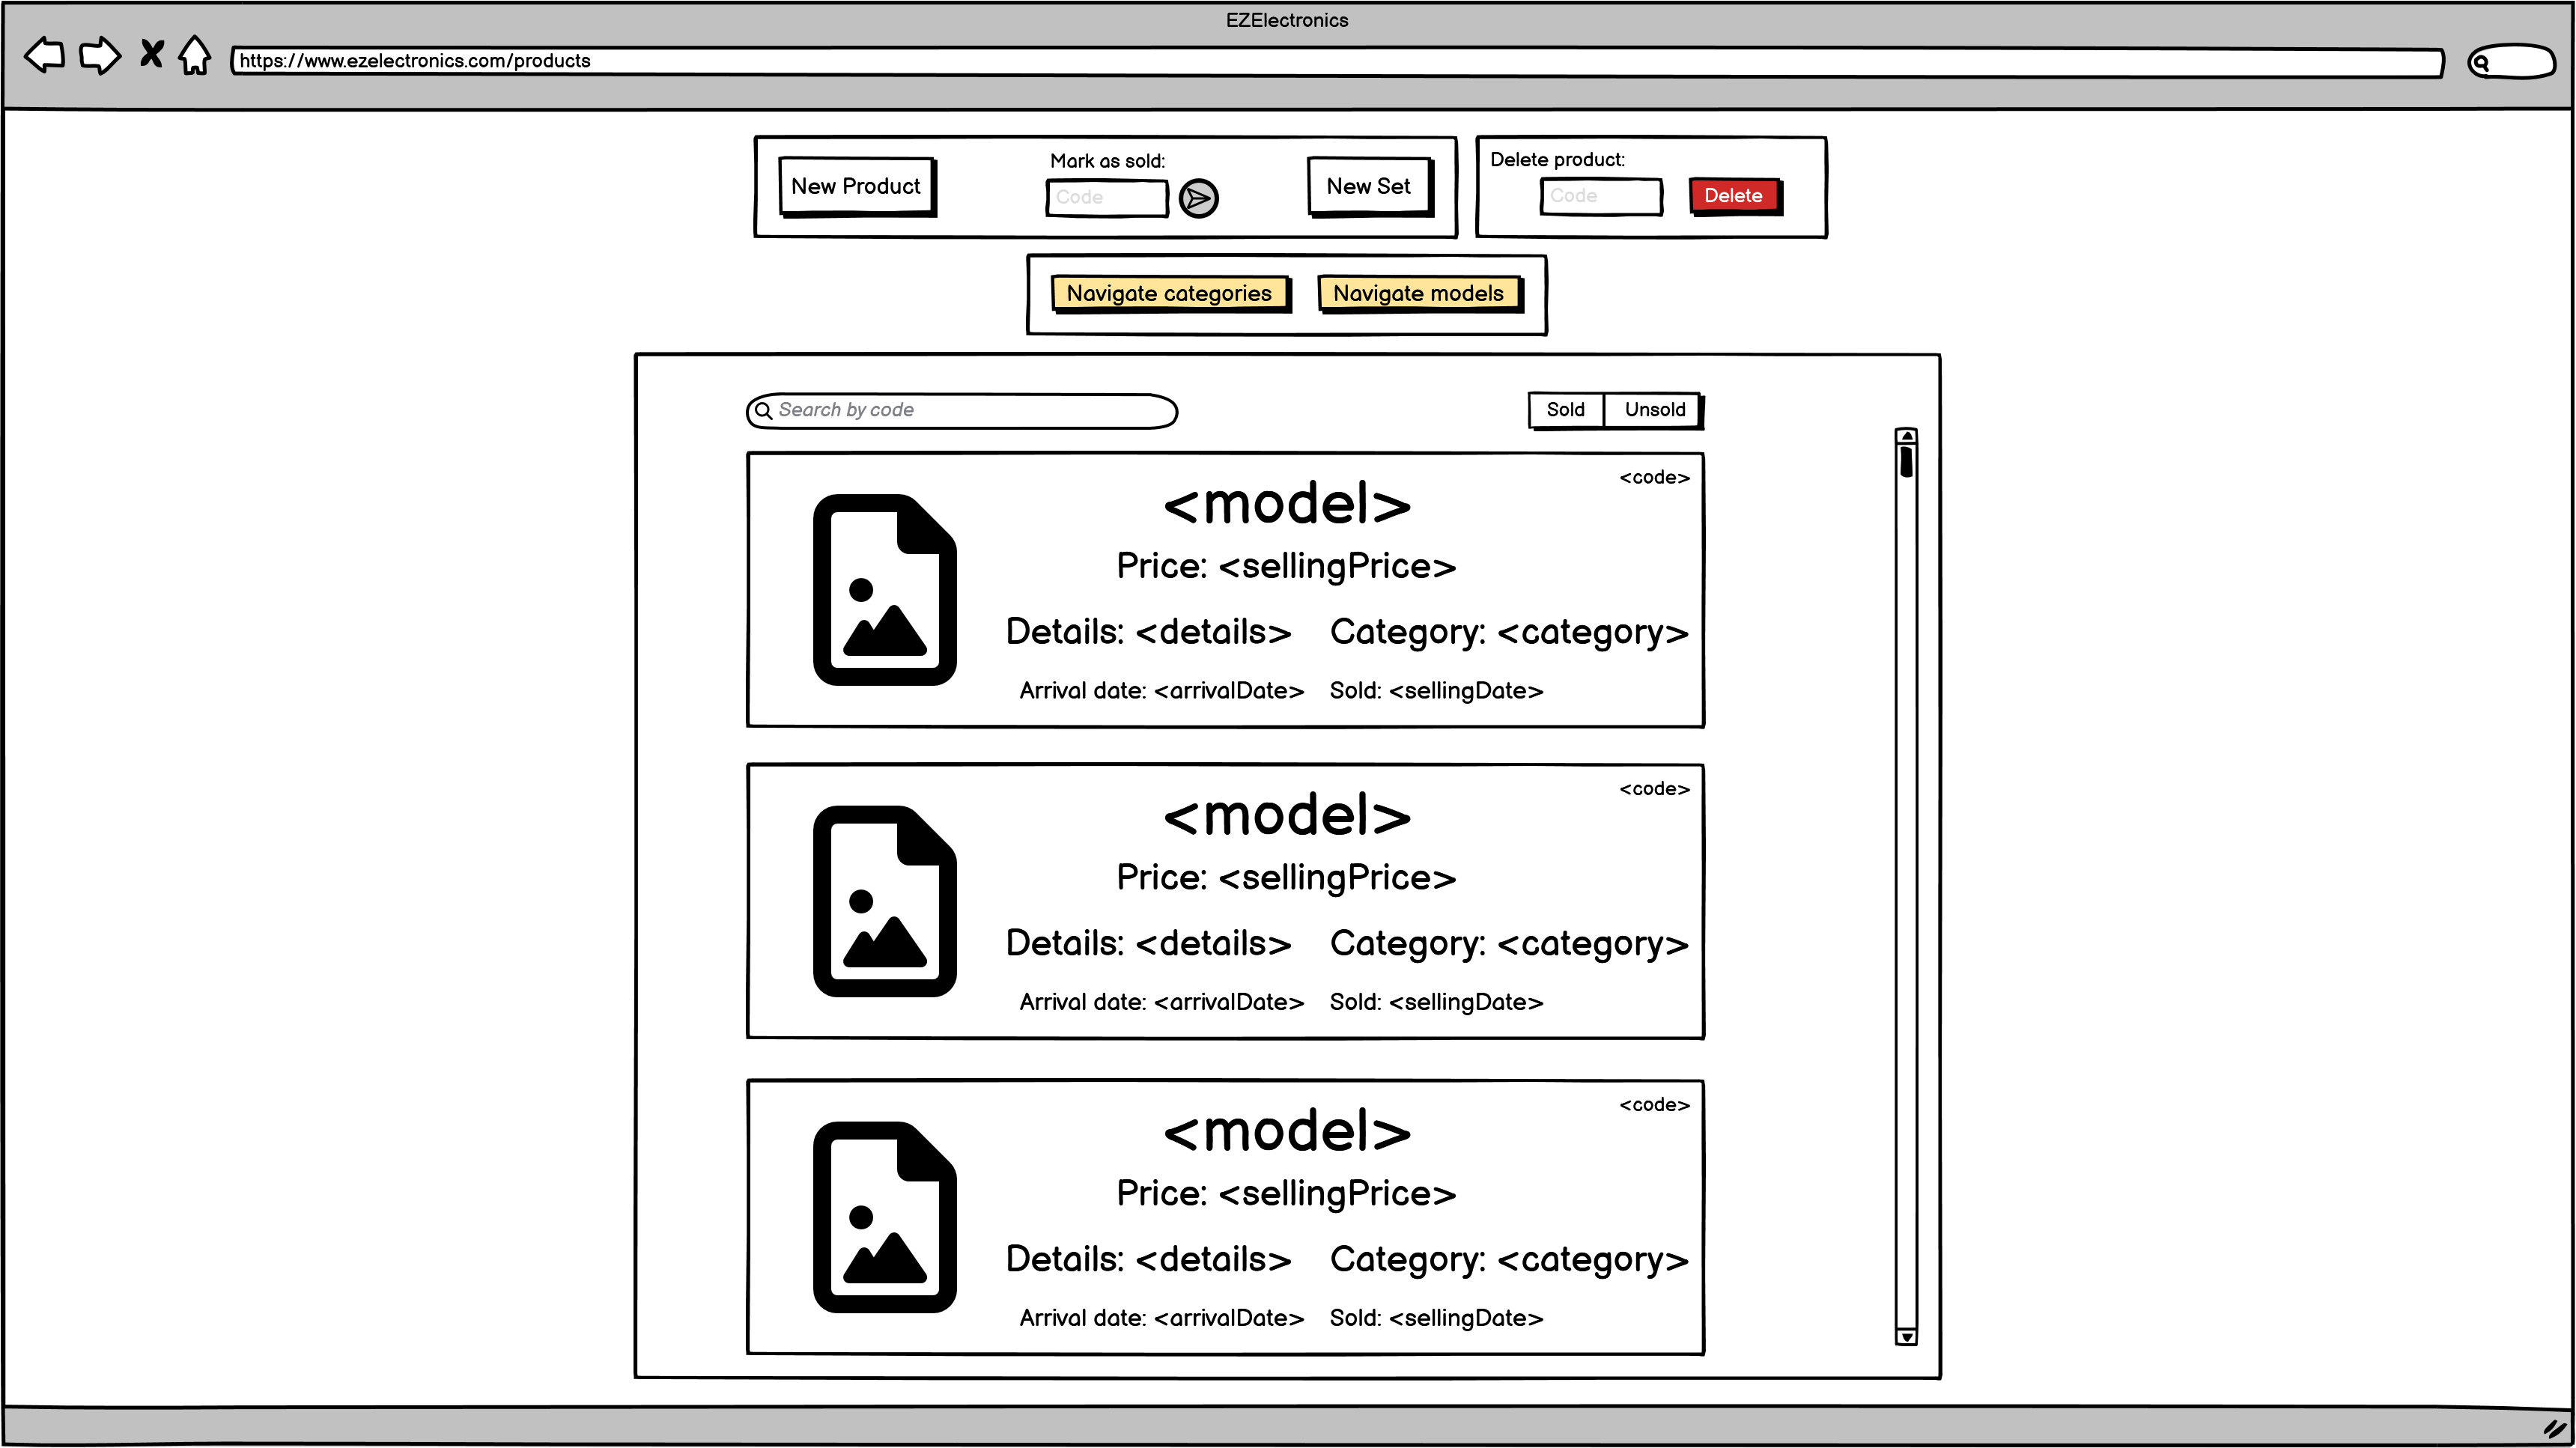 EZElectronics
https://www.ezelectronics.com/products
New Product
Mark as sold:
Code
New Set
Delete product:
Code
Delete
Navigate categories
Navigate models
Search by code
Sold
Unsold
<code>
<model>
Price: <sellingPrice>
Details: <details>
Category: <category>
Arrival date: <arrivalDate>
Sold: <sellingDate>
<code>
<model>
Price: <sellingPrice>
Details: <details>
Category: <category>
Arrival date: <arrivalDate>
Sold: <sellingDate>
<code>
<model>
Price: <sellingPrice>
Details: <details>
Category: <category>
Arrival date: <arrivalDate>
Sold: <sellingDate>